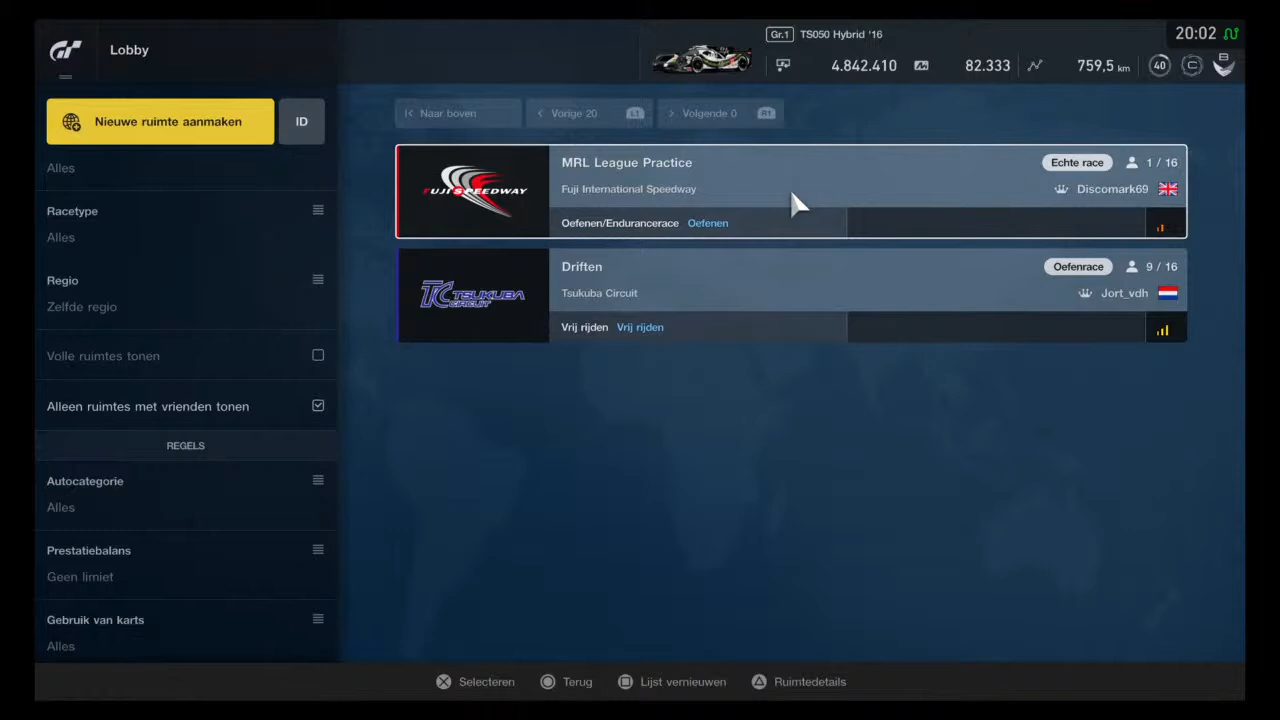 Lobby
Gr.1 TS050 Hybrid '16
20:02
4.842.410 82.333 759,5 km 40 C B
Nieuwe ruimte aanmaken ID
Alles
Racetype
Alles
Regio
Zelfde regio
Volle ruimtes tonen
Alleen ruimtes met vrienden tonen
REGELS
Autocategorie
Alles
Prestatiebalans
Geen limiet
Gebruik van karts
Alles
Naar boven Vorige 20 L1 Volgende 0 R1
FUJI SPEEDWAY
MRL League Practice Echte race 1 / 16
Fuji International Speedway Discomark69
Oefenen/Endurancerace Oefenen
TC TSUKUBA CIRCUIT
Driften Oefenrace 9 / 16
Tsukuba Circuit Jort_vdh
Vrij rijden Vrij rijden
Selecteren Terug Lijst vernieuwen Ruimtedetails